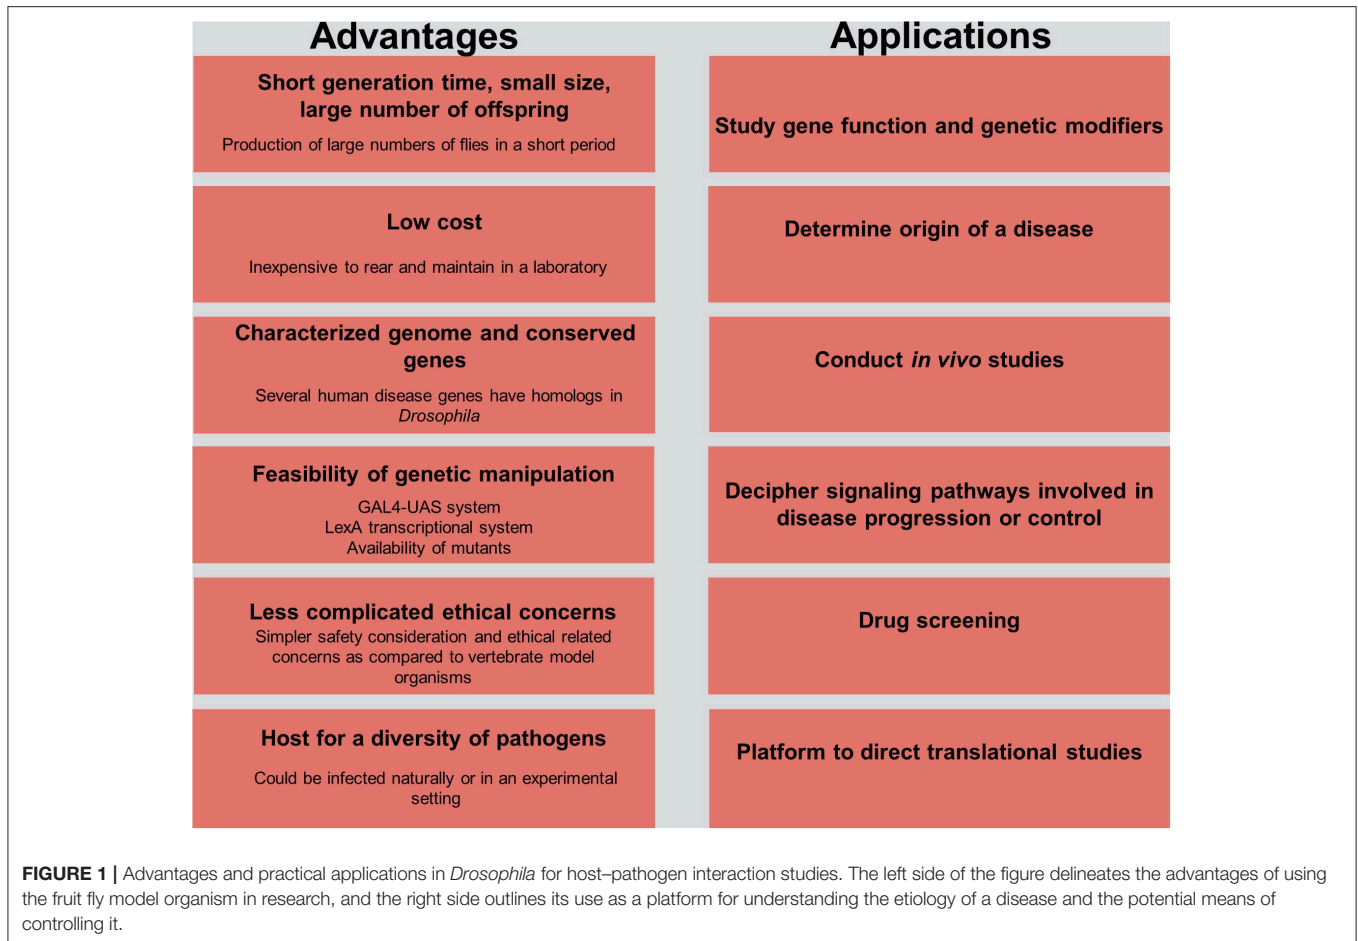 Advantages
Short generation time, small size,
large number of offspring
Production of large numbers of flies in a short period
Low cost
Inexpensive to rear and maintain in a laboratory
Characterized genome and conserved
genes
Several human disease genes have homologs in
Drosophila
Feasibility of genetic manipulation
GAL4-UAS system
LexA transcriptional system
Availability of mutants
Less complicated ethical concerns
Simpler safety consideration and ethical related
concerns as compared to vertebrate model
organisms
Host for a diversity of pathogens
Could be infected naturally or in an experimental
setting
Applications
Study gene function and genetic modifiers
Determine origin of a disease
Conduct in vivo studies
Decipher signaling pathways involved in
disease progression or control
Drug screening
Platform to direct translational studies
FIGURE 1 | Advantages and practical applications in Drosophila for host–pathogen interaction studies. The left side of the figure delineates the advantages of using
the fruit fly model organism in research, and the right side outlines its use as a platform for understanding the etiology of a disease and the potential means of
controlling it.